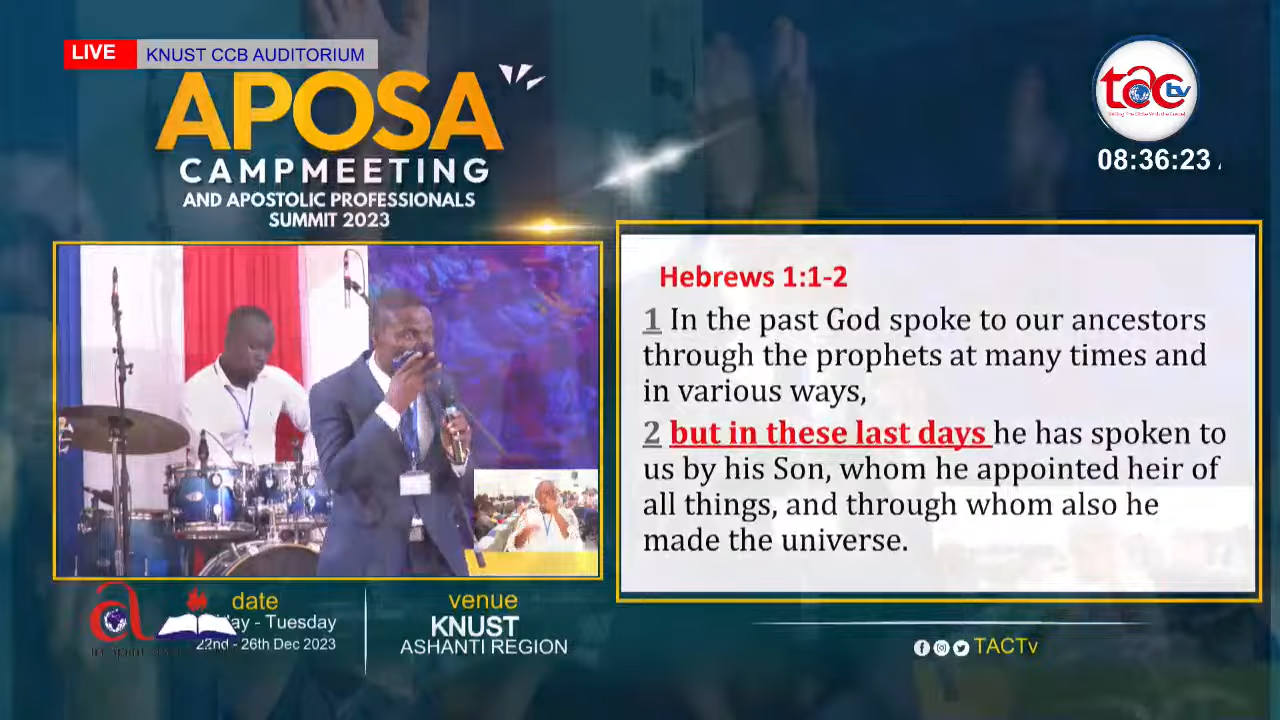 LIVE
KNUST CCB AUDITORIUM
APOSA
CAMPMEETING
AND APOSTOLIC PROFESSIONALS
SUMMIT 2023
tac tv
08:36:23
Hebrews 1:1-2
1 In the past God spoke to our ancestors
through the prophets at many times and
in various ways,
2 but in these last days he has spoken to
us by his Son, whom he appointed heir of
all things, and through whom also he
made the universe.
date
- Tuesday
22nd - 26th Dec 2023
venue
KNUST
ASHANTI REGION
TACTv